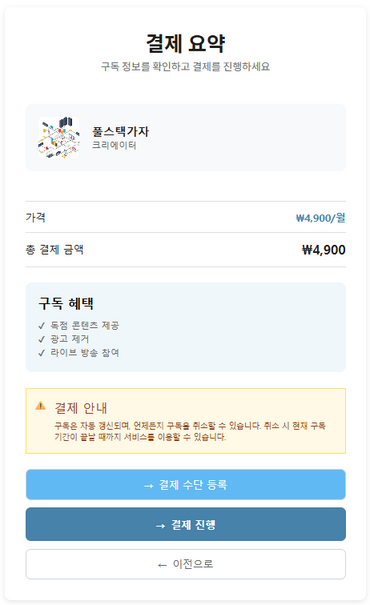 결제 요약
구독 정보를 확인하고 결제를 진행하세요
풀스택가자
크리에이터
가격 ₩4,900/월
총 결제 금액 ₩4,900
구독 혜택
✓ 독점 콘텐츠 제공
✓ 광고 제거
✓ 라이브 방송 참여
결제 안내
구독은 자동 갱신되며, 언제든지 구독을 취소할 수 있습니다. 취소 시 현재 구독
기간이 끝날 때까지 서비스를 이용할 수 있습니다.
→ 결제 수단 등록
→ 결제 진행
← 이전으로